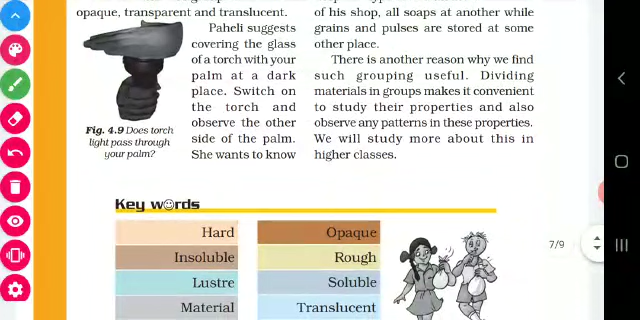 opaque, transparent and translucent.
Paheli suggests
covering the glass
of a torch with your
palm at a dark
place. Switch on
the torch and
observe the other
side of the palm.
She wants to know
Fig. 4.9 Does torch
light pass through
your palm?
of his shop, all soaps at another while
grains and pulses are stored at some
other place.
There is another reason why we find
such grouping useful. Dividing
materials in groups makes it convenient
to study their properties and also
observe any patterns in these properties.
We will study more about this in
higher classes.
Key words
Hard
Insoluble
Lustre
Material
Opaque
Rough
Soluble
Translucent
7/9